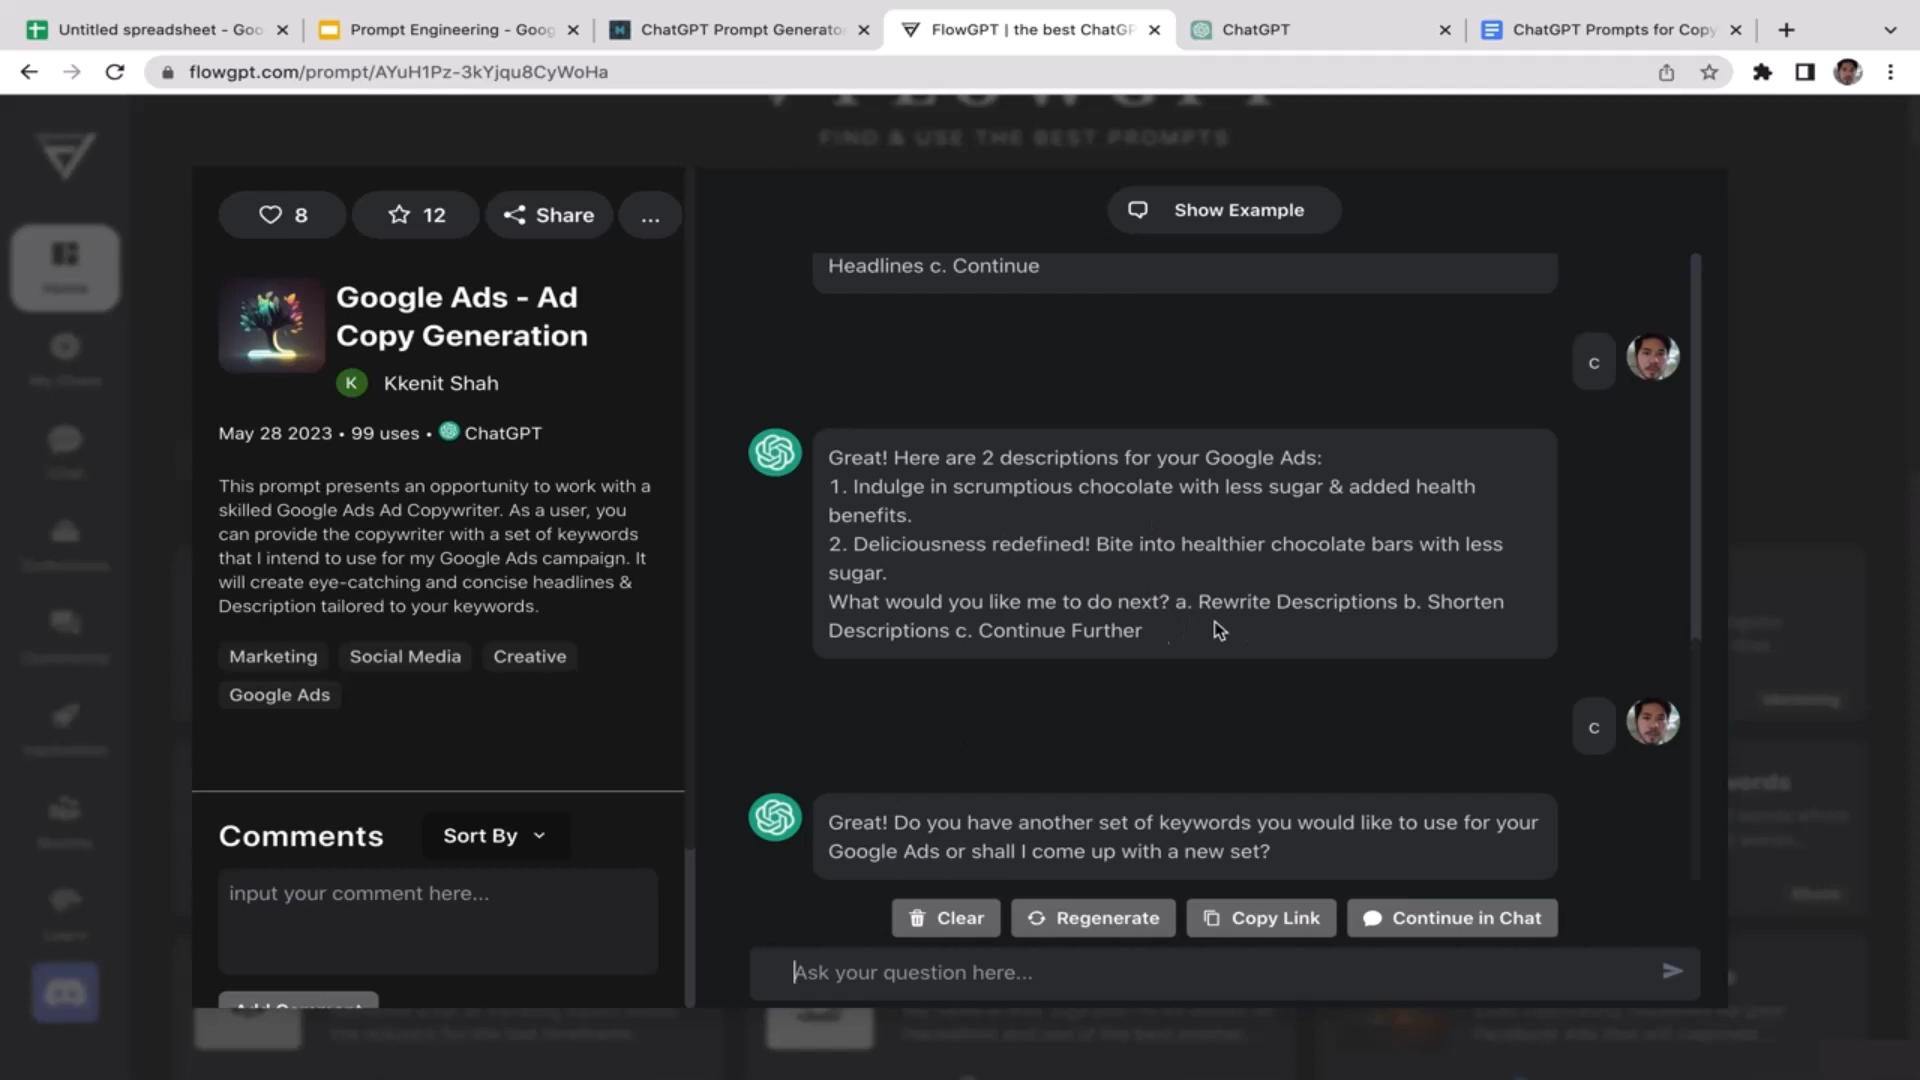 Untitled spreadsheet - Goo
Prompt Engineering - Goog
ChatGPT Prompt Generator
FlowGPT | the best ChatGP
ChatGPT
ChatGPT Prompts for Copy
flowgpt.com/prompt/AYuH1Pz-3kYjqu8CyWoHa
FIND & USE THE BEST PROMPTS
8
12
Share
...
Google Ads - Ad
Copy Generation
K
Kkenit Shah
May 28 2023 • 99 uses • ChatGPT
This prompt presents an opportunity to work with a
skilled Google Ads Ad Copywriter. As a user, you
can provide the copywriter with a set of keywords
that I intend to use for my Google Ads campaign. It
will create eye-catching and concise headlines &
Description tailored to your keywords.
Marketing
Social Media
Creative
Google Ads
Comments
Sort By
input your comment here...
Add Comment
Show Example
Headlines c. Continue
c
Great! Here are 2 descriptions for your Google Ads:
1. Indulge in scrumptious chocolate with less sugar & added health
benefits.
2. Deliciousness redefined! Bite into healthier chocolate bars with less
sugar.
What would you like me to do next? a. Rewrite Descriptions b. Shorten
Descriptions c. Continue Further
c
Great! Do you have another set of keywords you would like to use for your
Google Ads or shall I come up with a new set?
Clear
Regenerate
Copy Link
Continue in Chat
Ask your question here...